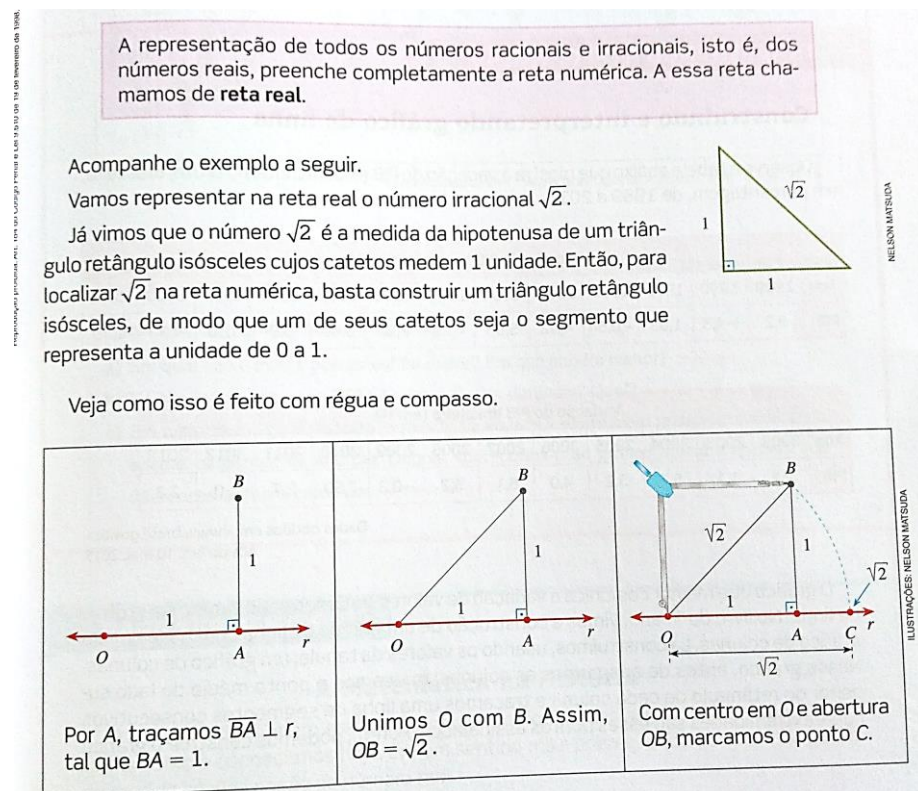 A representação de todos os números racionais e irracionais, isto é, dos
números reais, preenche completamente a reta numérica. A essa reta cha-
mamos de reta real.
Acompanhe o exemplo a seguir.
Vamos representar na reta real o número irracional √2.
Já vimos que o número √2 é a medida da hipotenusa de um triân-
gulo retângulo isósceles cujos catetos medem 1 unidade. Então, para
localizar √2 na reta numérica, basta construir um triângulo retângulo
isósceles, de modo que um de seus catetos seja o segmento que
representa a unidade de 0 a 1.
1
√2
NELSON MATSUDA
Veja como isso é feito com régua e compasso.
B
1
1
O
A
r
Por A, traçamos BA ⊥ r,
tal que BA = 1.
B
1
1
O
A
r
Unimos O com B. Assim,
OB = √2.
B
√2
1
1
√2
O
A
C
r
√2
Com centro em O e abertura
OB, marcamos o ponto C.
ILUSTRAÇÕES: NELSON MATSUDA